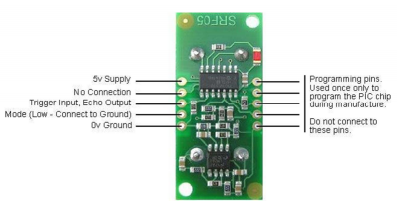 SRF05
5v Supply
No Connection
Trigger Input, Echo Output
Mode (Low - Connect to Ground)
0v Ground
Programming pins.
Used once only to
program the PIC chip
during manufacture.
Do not connect to
these pins.